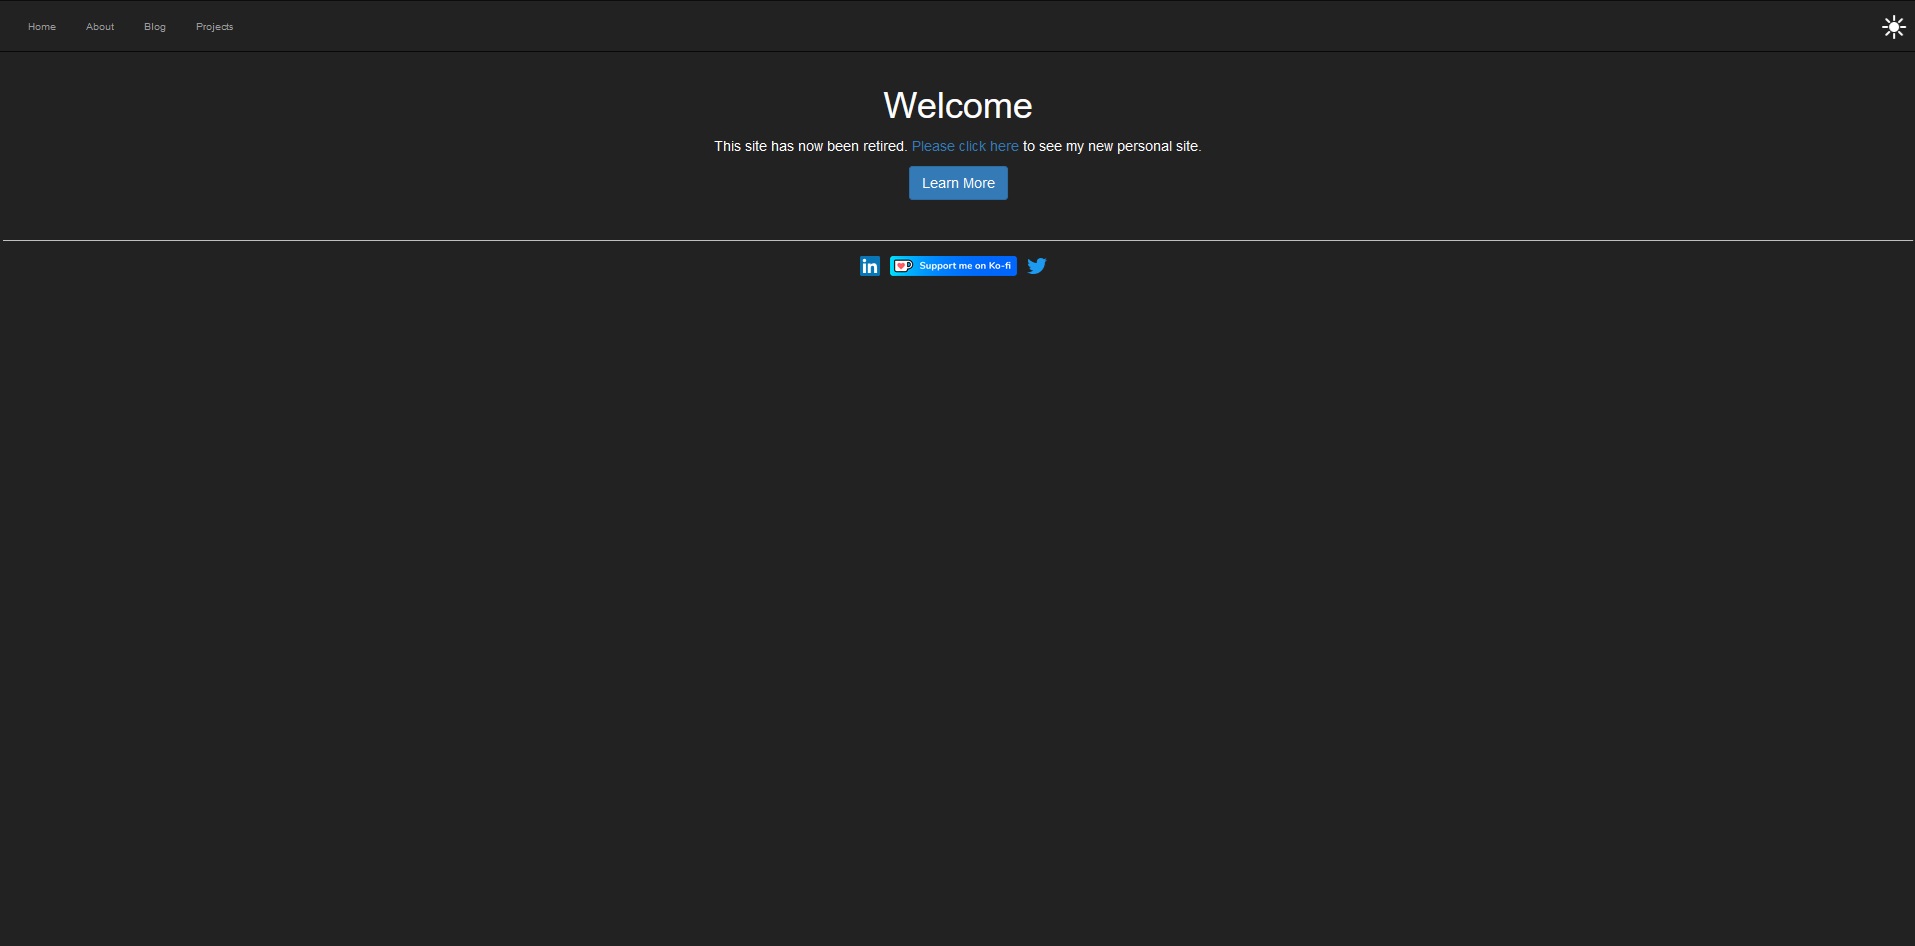 Home About Blog Projects
Welcome
This site has now been retired. Please click here to see my new personal site.
Learn More
in Support me on Ko-fi